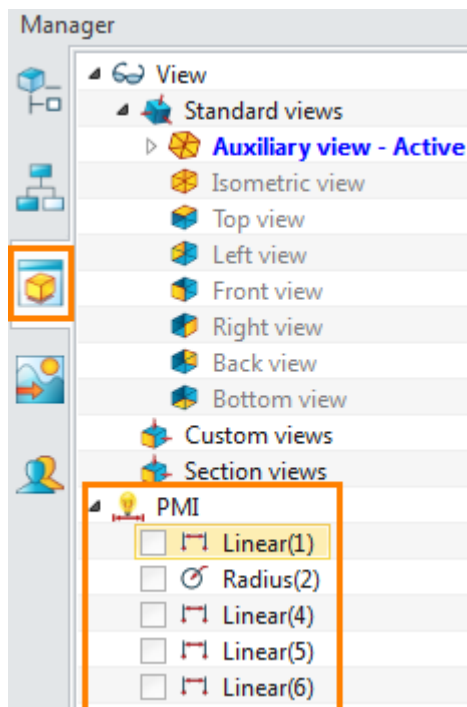 Manager
View
Standard views
Auxiliary view - Active
Isometric view
Top view
Left view
Front view
Right view
Back view
Bottom view
Custom views
Section views
PMI
Linear(1)
Radius(2)
Linear(4)
Linear(5)
Linear(6)